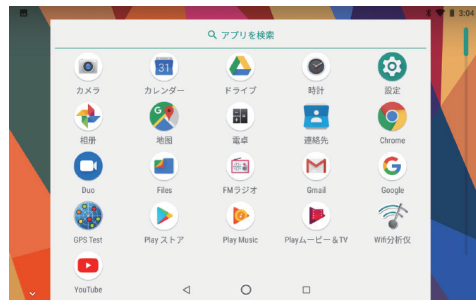 3:04
アプリを検索
31
カメラ カレンダー ドライブ 時計 設定
相册 地图 電卓 連絡先 Chrome
Duo Files FMラジオ Gmail Google
GPS Test Play ストア Play Music Playムービー＆TV Wifi分析仪
YouTube